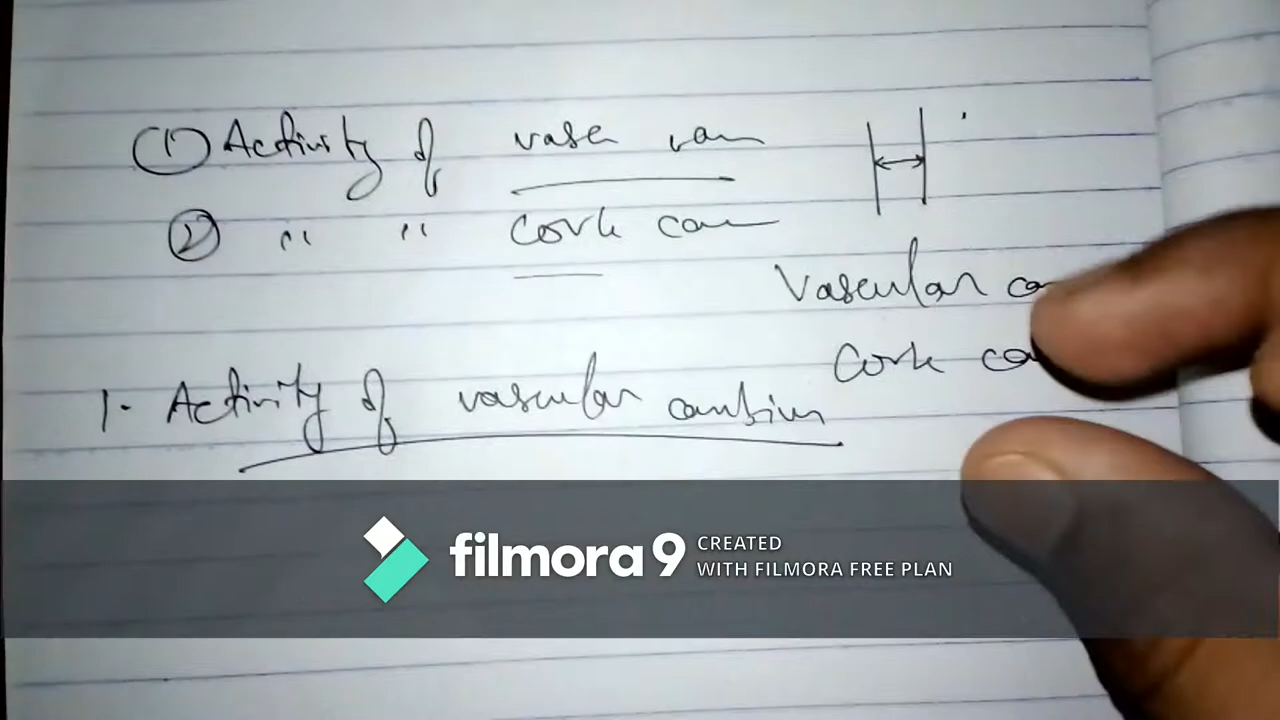 (1) Activity of vasc cam
(2) " " Cork cam
Vascular ca
Cork ca
1. Activity of vascular cambium
filmora 9 CREATED
WITH FILMORA FREE PLAN